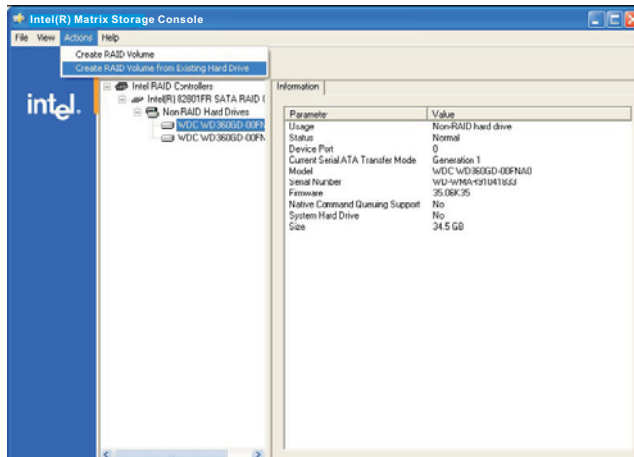 Intel(R) Matrix Storage Console
File View Actions Help
Create RAID Volume
Create RAID Volume from Existing Hard Drive
intel.
Intel RAID Controllers
Intel(R) 82801FR SATA RAID (
Non-RAID Hard Drives
WDC WD360GD-00FN
WDC WD360GD-00FN
Information
Parameter Value
Usage Non-RAID hard drive
Status Normal
Device Port 0
Current Serial ATA Transfer Mode Generation 1
Model WDC WD360GD-00FNA0
Serial Number
Firmware 35.06K35
Native Command Queuing Support No
System Hard Drive No
Size 34.5 GB